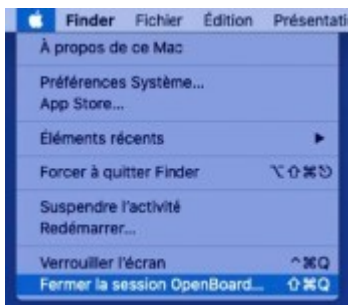 Finder Fichier Édition Présentati
À propos de ce Mac
Préférences Système...
App Store...
Éléments récents
Forcer à quitter Finder ⌥⇧⌘⎋
Suspendre l'activité
Redémarrer...
Verrouiller l'écran ^⌘Q
Fermer la session OpenBoard... ⇧⌘Q